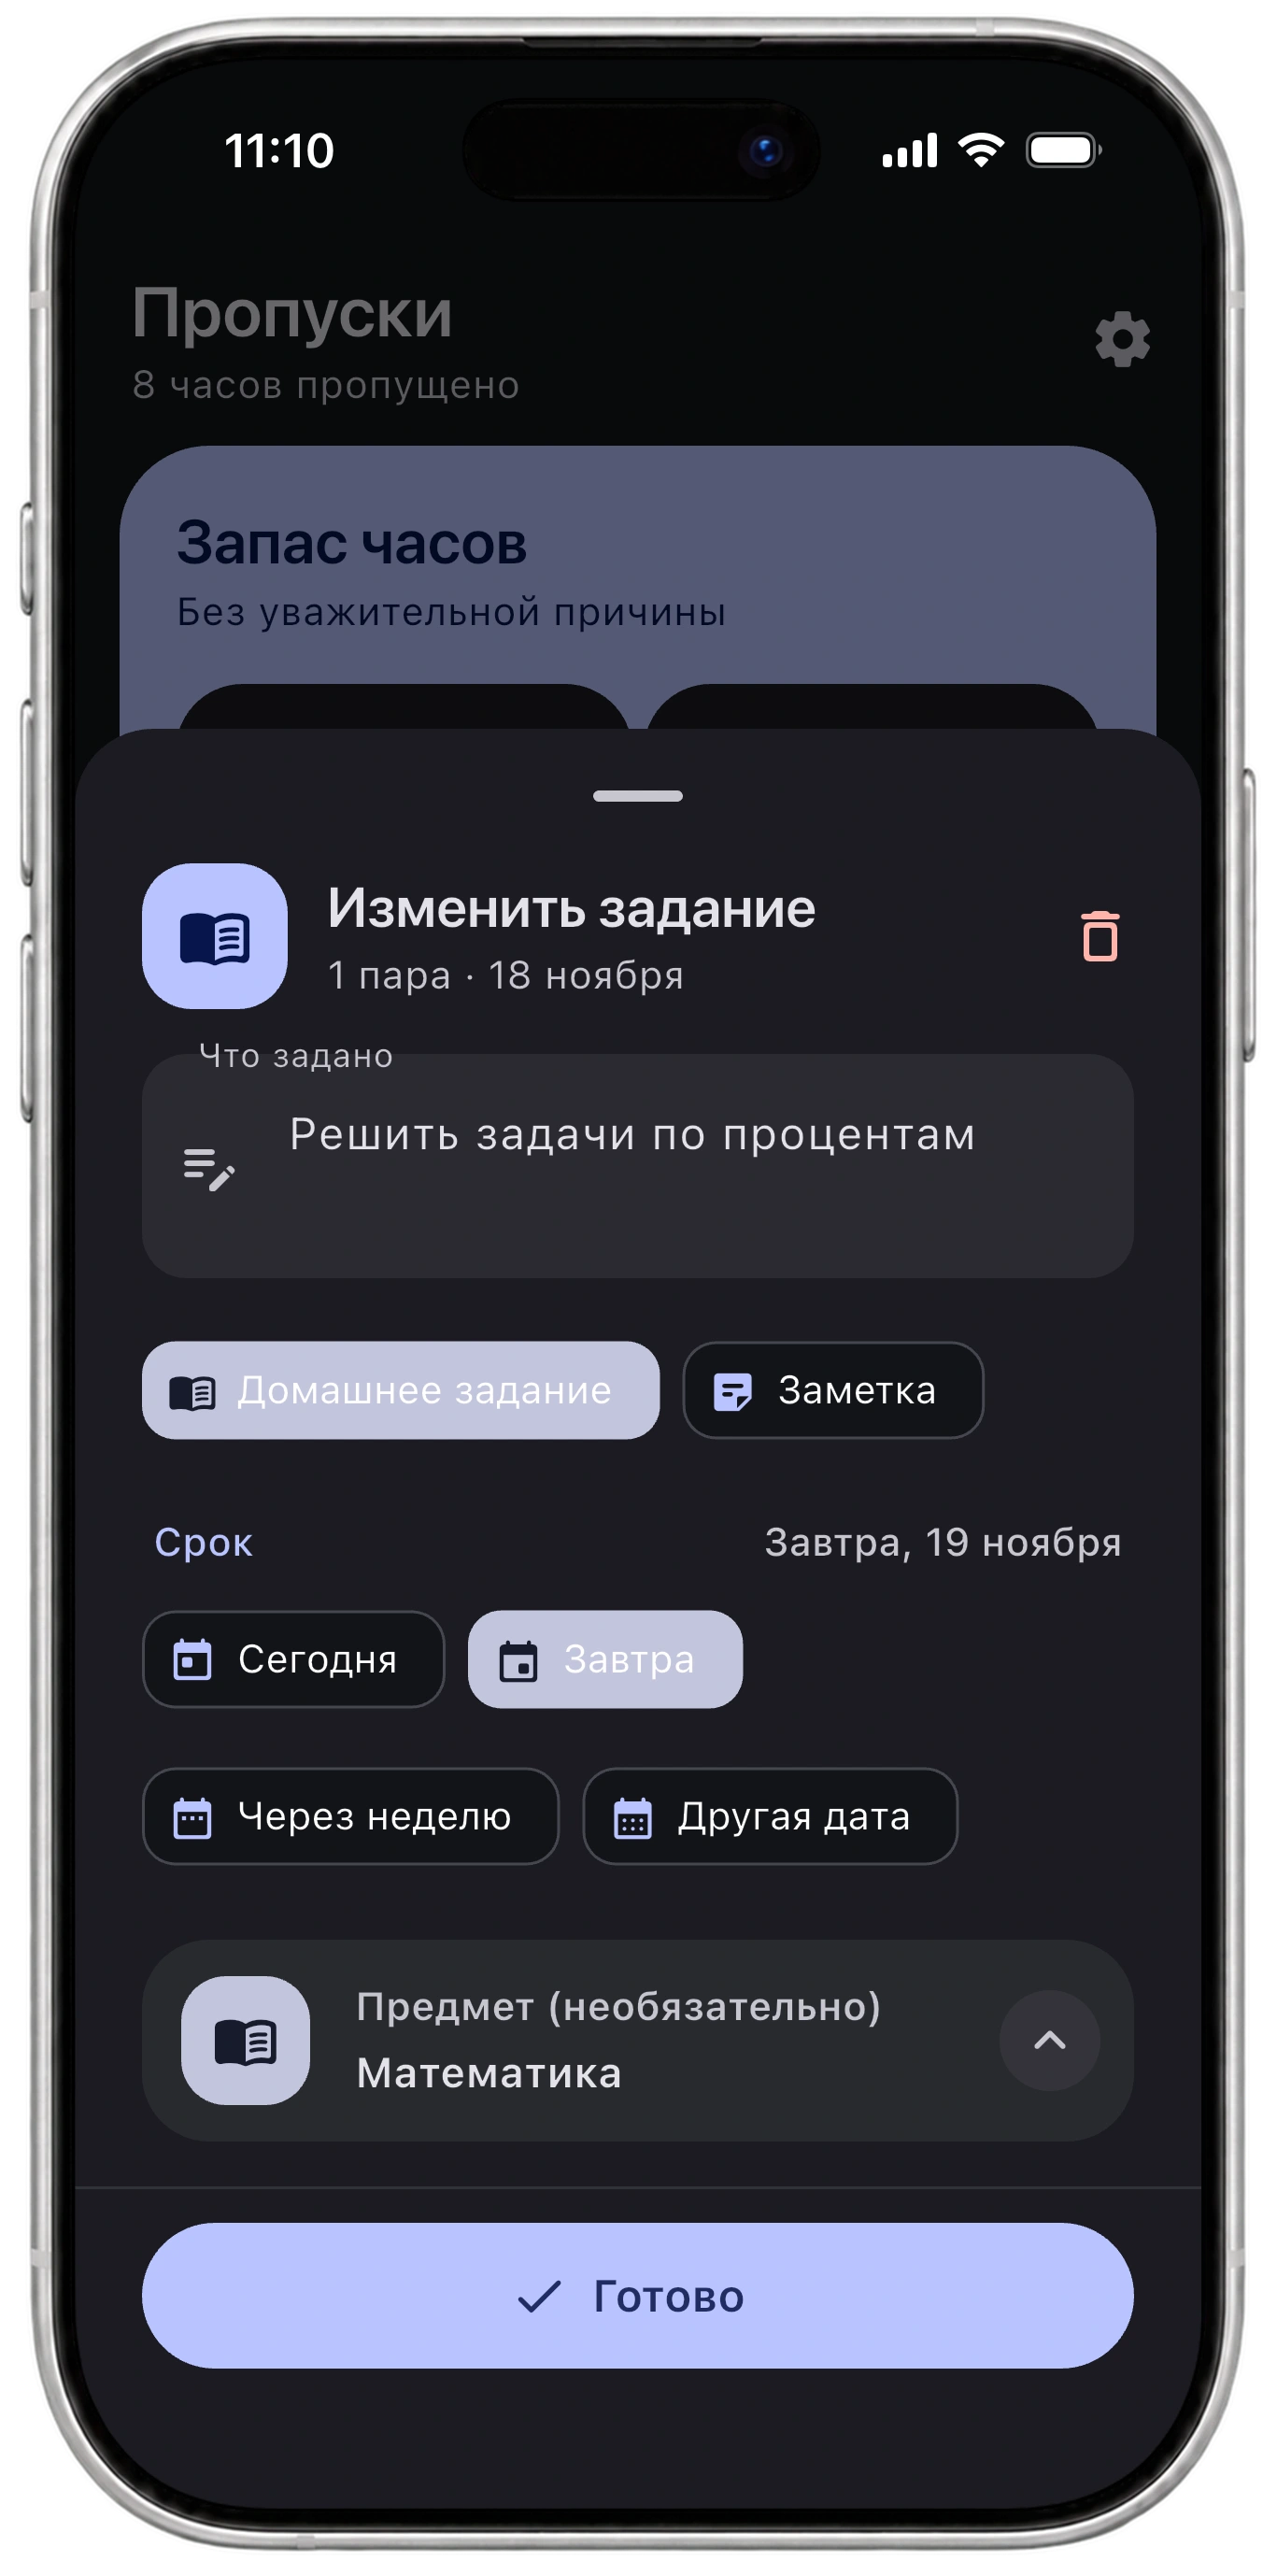 11:10
Пропуски
8 часов пропущено
Запас часов
Без уважительной причины
Изменить задание
1 пара · 18 ноября
Что задано
Решить задачи по процентам
Домашнее задание
Заметка
Срок
Завтра, 19 ноября
Сегодня
Завтра
Через неделю
Другая дата
Предмет (необязательно)
Математика
Готово